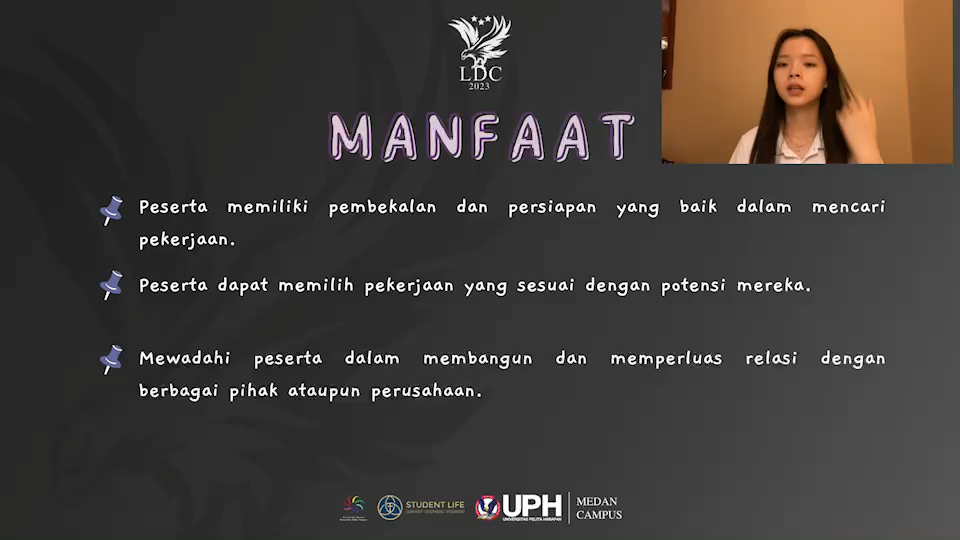 LDC
2023
MANFAAT
Peserta memiliki pembekalan dan persiapan yang baik dalam mencari
pekerjaan.
Peserta dapat memilih pekerjaan yang sesuai dengan potensi mereka.
Mewadahi peserta dalam membangun dan memperluas relasi dengan
berbagai pihak ataupun perusahaan.
STUDENT LIFE
UPH
UNIVERSITAS PELITA HARAPAN
MEDAN
CAMPUS